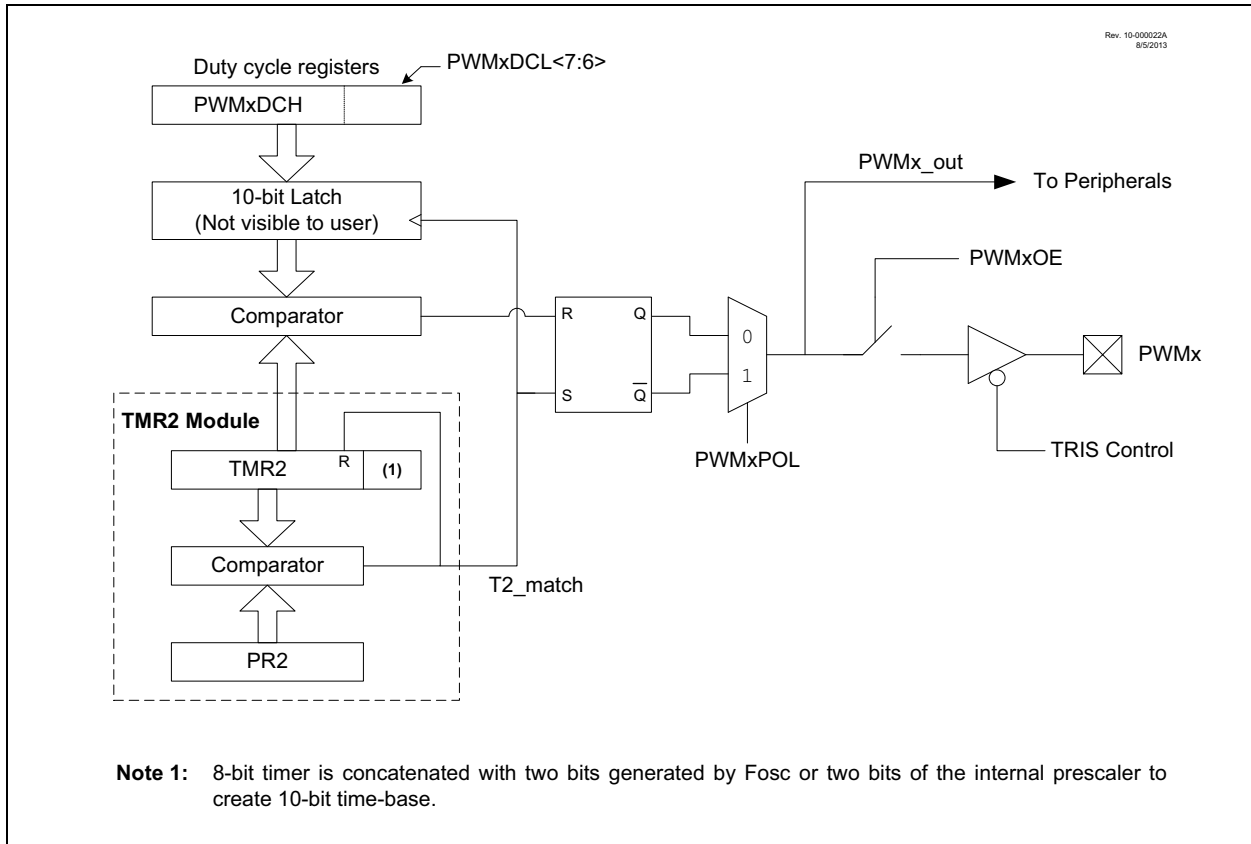 Rev. 10-000022A
8/5/2013
Duty cycle registers
PWMxDCL<7:6>
PWMxDCH
10-bit Latch
(Not visible to user)
Comparator
PWMx_out
To Peripherals
PWMxOE
R
Q
S
Q̅
0
1
PWMxPOL
PWMx
TRIS Control
TMR2 Module
TMR2
R
(1)
Comparator
T2_match
PR2
Note 1: 8-bit timer is concatenated with two bits generated by Fosc or two bits of the internal prescaler to
create 10-bit time-base.